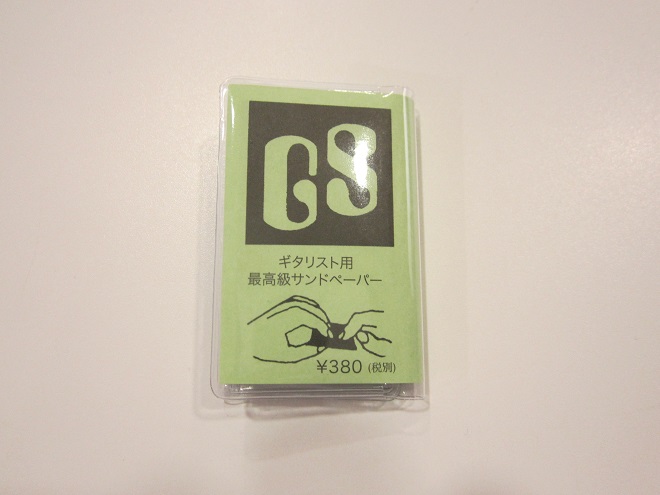 GS
ギタリスト用
最高級サンドペーパー
¥380 (税別)